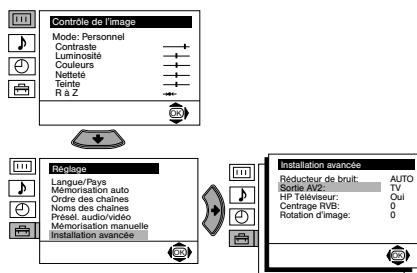 Contrôle de l'image
Mode: Personnel
Contraste
Luminosité
Couleurs
Netteté
Teinte
R à Z
OK
Réglage
Langue/Pays
Mémorisation auto
Ordre des chaînes
Noms des chaînes
Présél. audio/vidéo
Mémorisation manuelle
Installation avancée
OK
Installation avancée
Réducteur de bruit: AUTO
Sortie AV2: TV
HP Téléviseur: Oui
Centrage RVB: 0
Rotation d'image: 0
OK